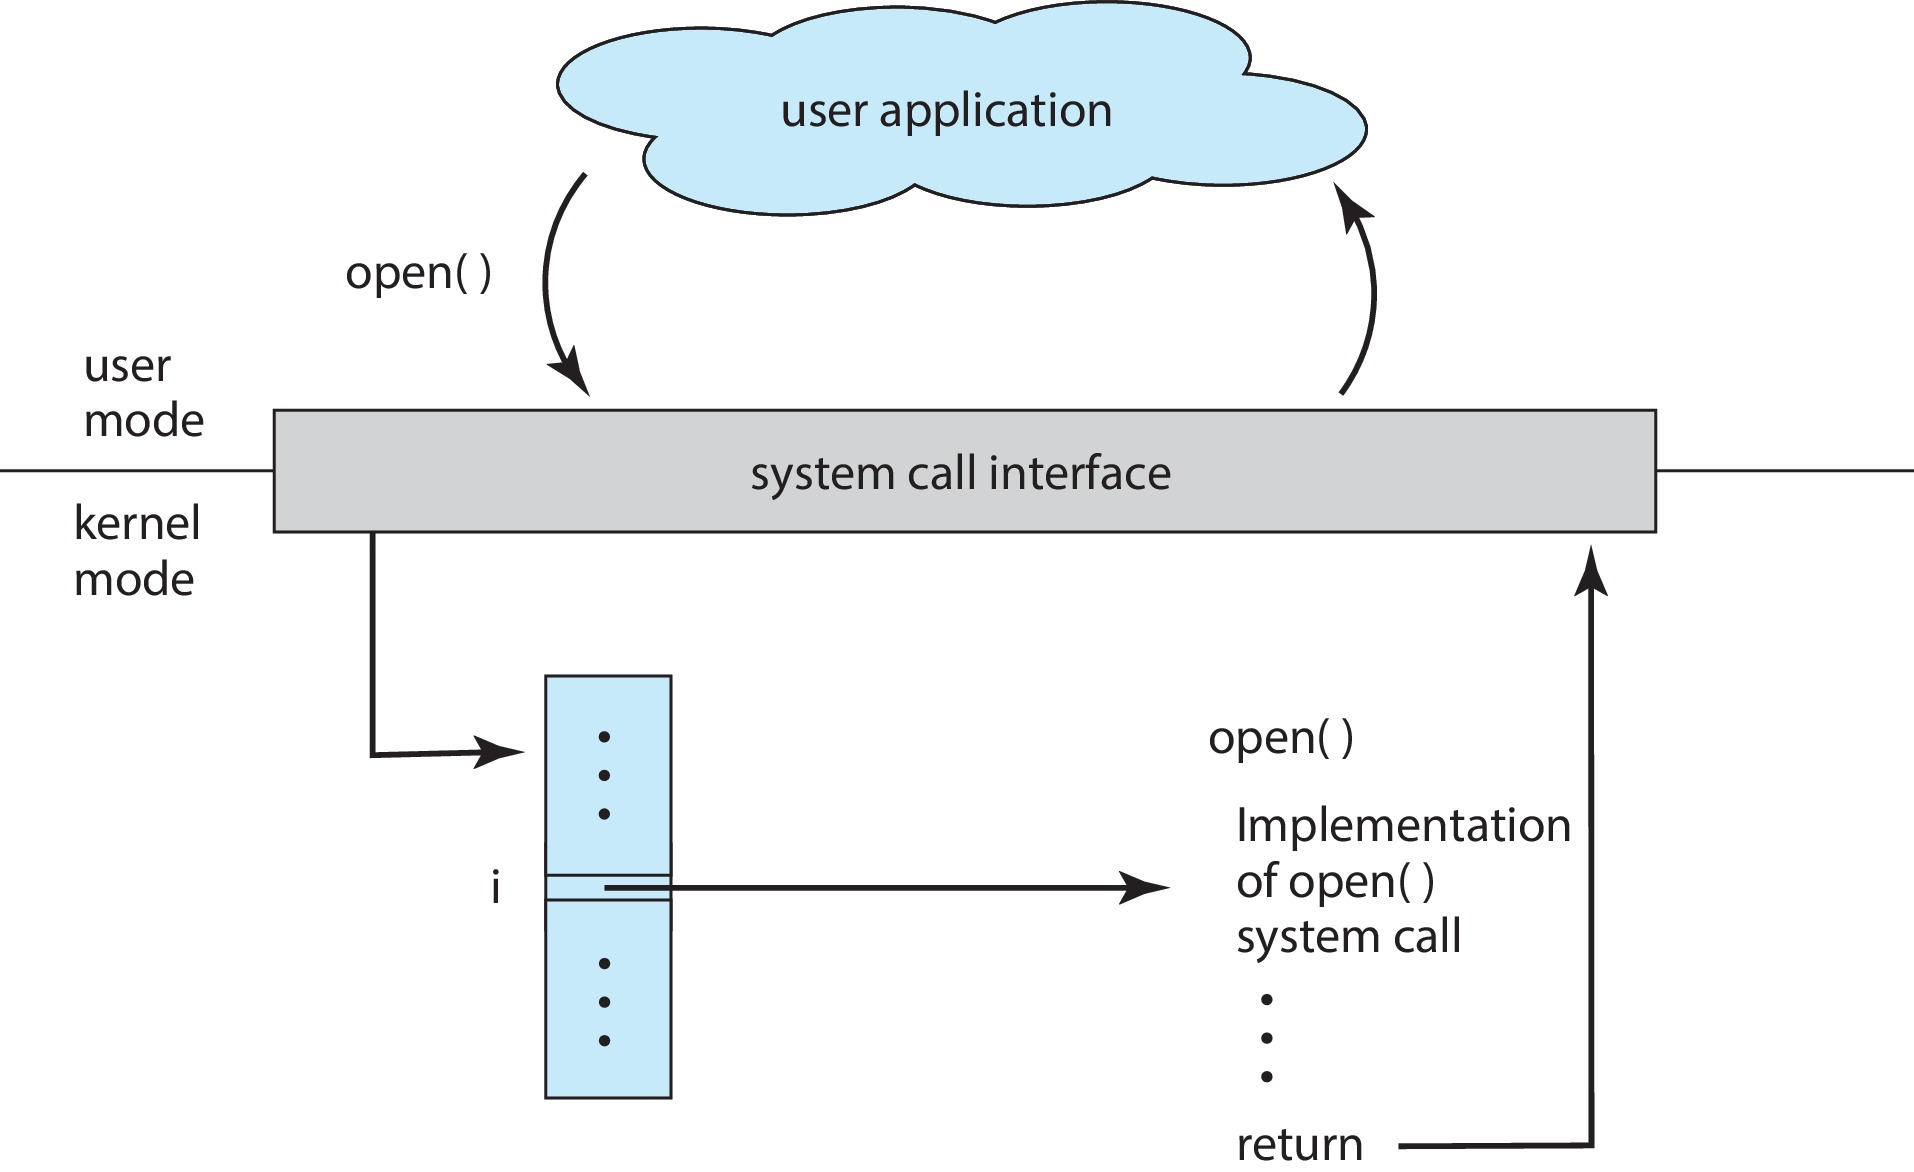 user application
open( )
user
mode
system call interface
kernel
mode
open( )
Implementation
of open( )
system call
i
return